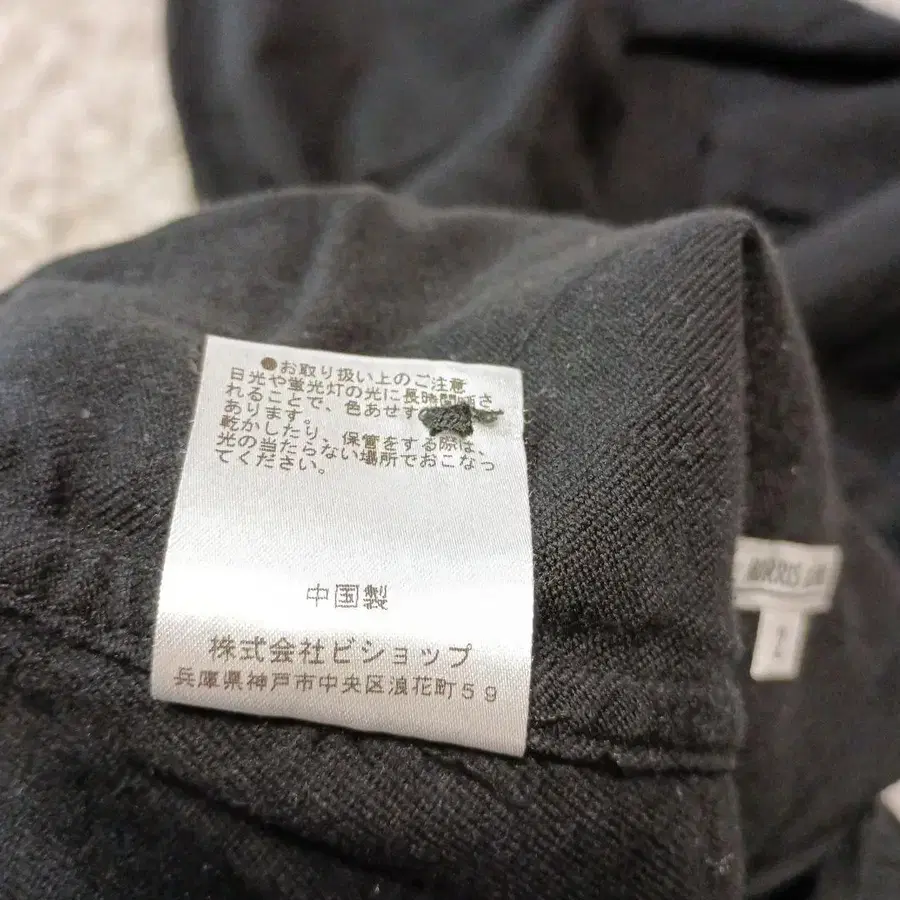 ●お取り扱い上のご注意
日光や蛍光灯の光に長時間晒さ
れることで、色あせす
あります。
乾かしたり、保管をする際は、
光の当たらない場所でおこなっ
てください。
中国製
株式会社ビショップ
兵庫県神戸市中央区浪花町59